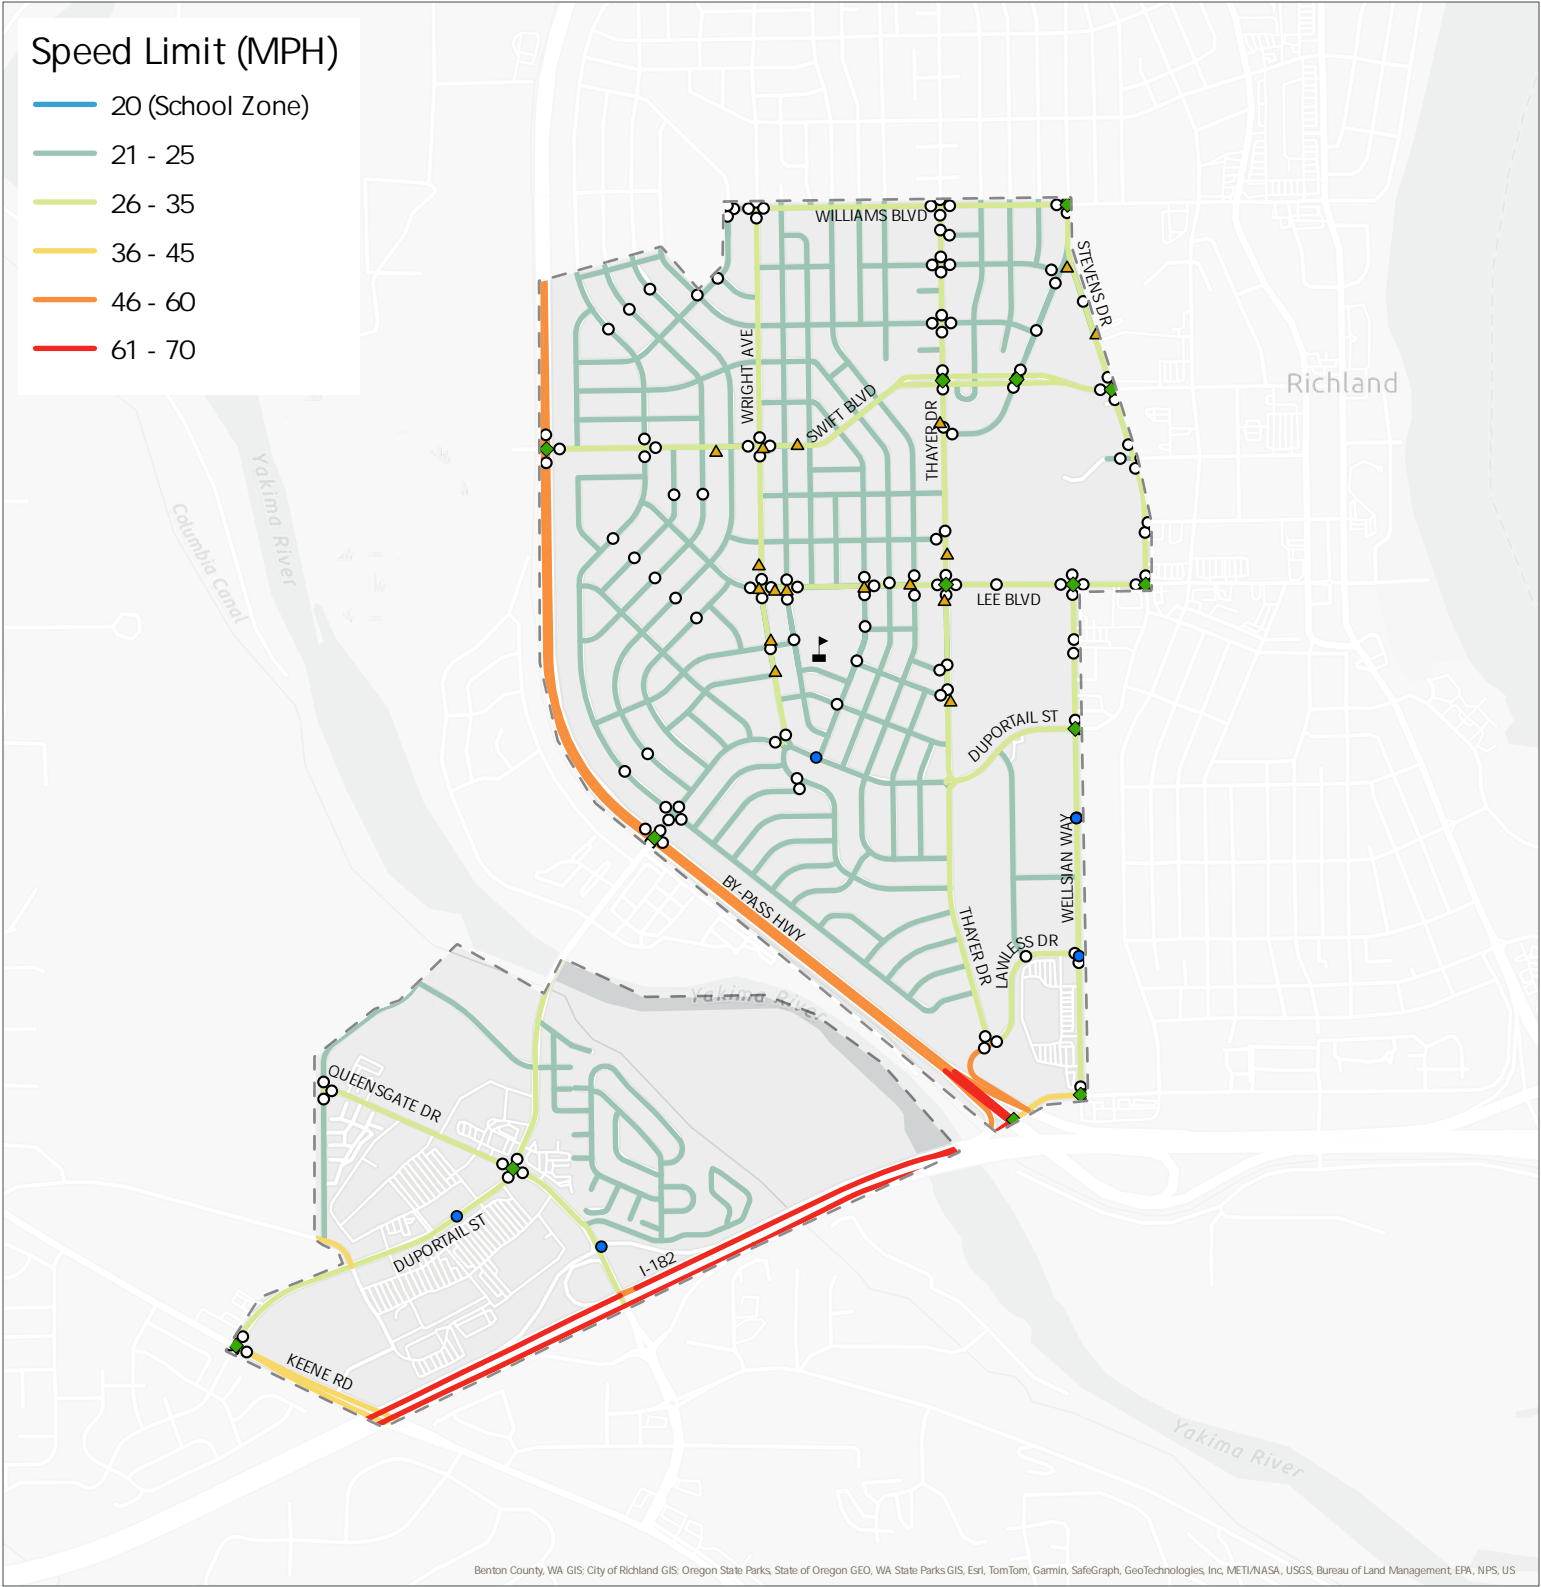 Speed Limit (MPH)
20 (School Zone)
21 - 25
26 - 35
36 - 45
46 - 60
61 - 70
WILLIAMS BLVD
STEVENS DR
WRIGHT AVE
SWIFT BLVD
THAYER DR
Richland
Yakima River
Columbia Canal
LEE BLVD
DUPORTAIL ST
WELLSIAN WAY
BY-PASS HWY
THAYER DR
LAWLESS DR
Yakima River
QUEENSGATE DR
DUPORTAIL ST
I-182
KEENE RD
Yakima River
Benton County, WA GIS; City of Richland GIS; Oregon State Parks, State of Oregon GEO, WA State Parks GIS, Esri, TomTom, Garmin, SafeGraph, GeoTechnologies, Inc, METI/NASA, USGS, Bureau of Land Management, EPA, NPS, US